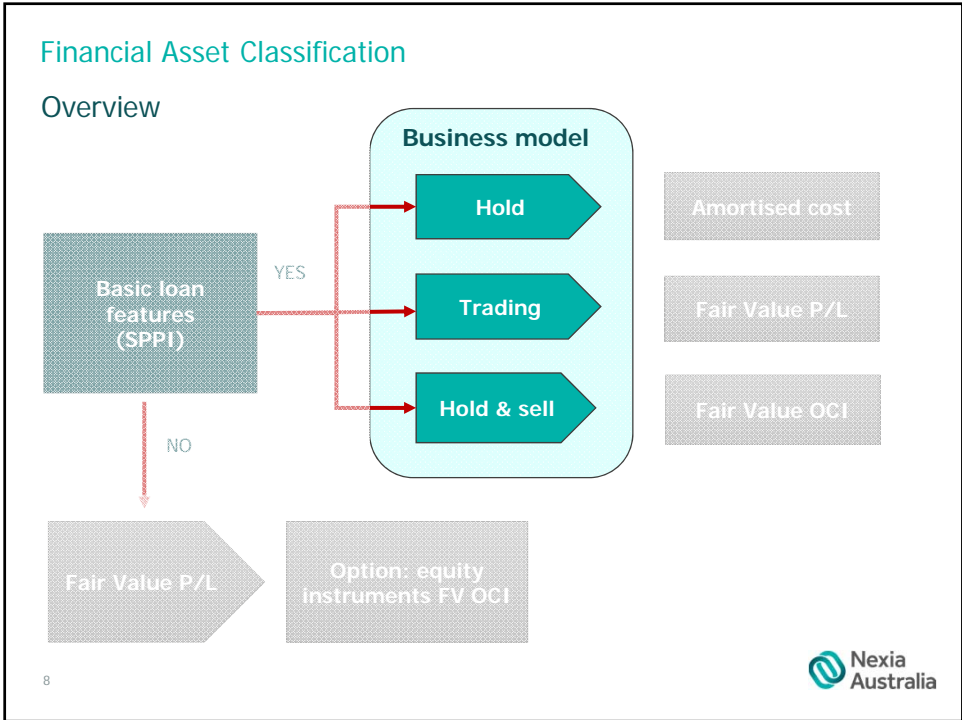 Financial Asset Classification
Overview
Business model
Hold
Amortised cost
YES
Basic loan
features
(SPPI)
Trading
Fair Value P/L
Hold & sell
Fair Value OCI
NO
Fair Value P/L
Option: equity
instruments FV OCI
8
Nexia
Australia